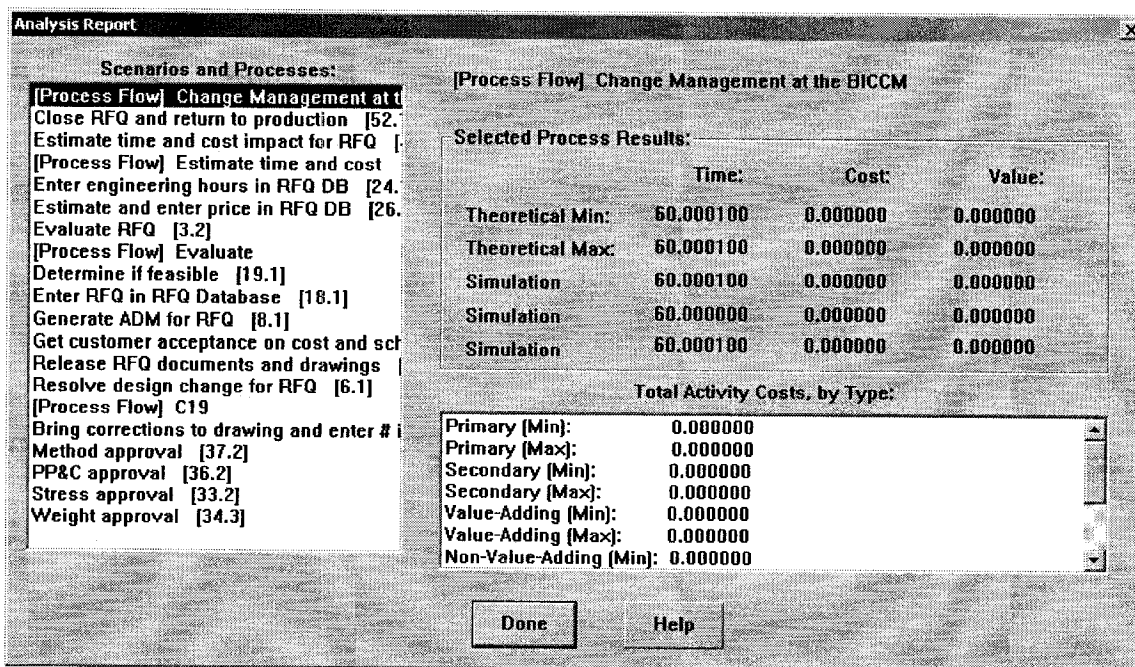 Analysis Report
Scenarios and Processes:
[Process Flow] Change Management at t
Close RFQ and return to production [52.
Estimate time and cost impact for RFQ [
[Process Flow] Estimate time and cost
Enter engineering hours in RFQ DB [24.
Estimate and enter price in RFQ DB [26.
Evaluate RFQ [3.2]
[Process Flow] Evaluate
Determine if feasible [19.1]
Enter RFQ in RFQ Database [18.1]
Generate ADM for RFQ [8.1]
Get customer acceptance on cost and sch
Release RFQ documents and drawings [
Resolve design change for RFQ [6.1]
[Process Flow] C19
Bring corrections to drawing and enter # i
Method approval [37.2]
PP&C approval [36.2]
Stress approval [33.2]
Weight approval [34.3]
[Process Flow] Change Management at the BICCM
Selected Process Results:
Time: Cost: Value:
Theoretical Min: 60.000100 0.000000 0.000000
Theoretical Max: 60.000100 0.000000 0.000000
Simulation 60.000100 0.000000 0.000000
Simulation 60.000100 0.000000 0.000000
Simulation 60.000100 0.000000 0.000000
Total Activity Costs, by Type:
Primary (Min): 0.000000
Primary (Max): 0.000000
Secondary (Min): 0.000000
Secondary (Max): 0.000000
Value-Adding (Min): 0.000000
Value-Adding (Max): 0.000000
Non-Value-Adding (Min): 0.000000
Done Help